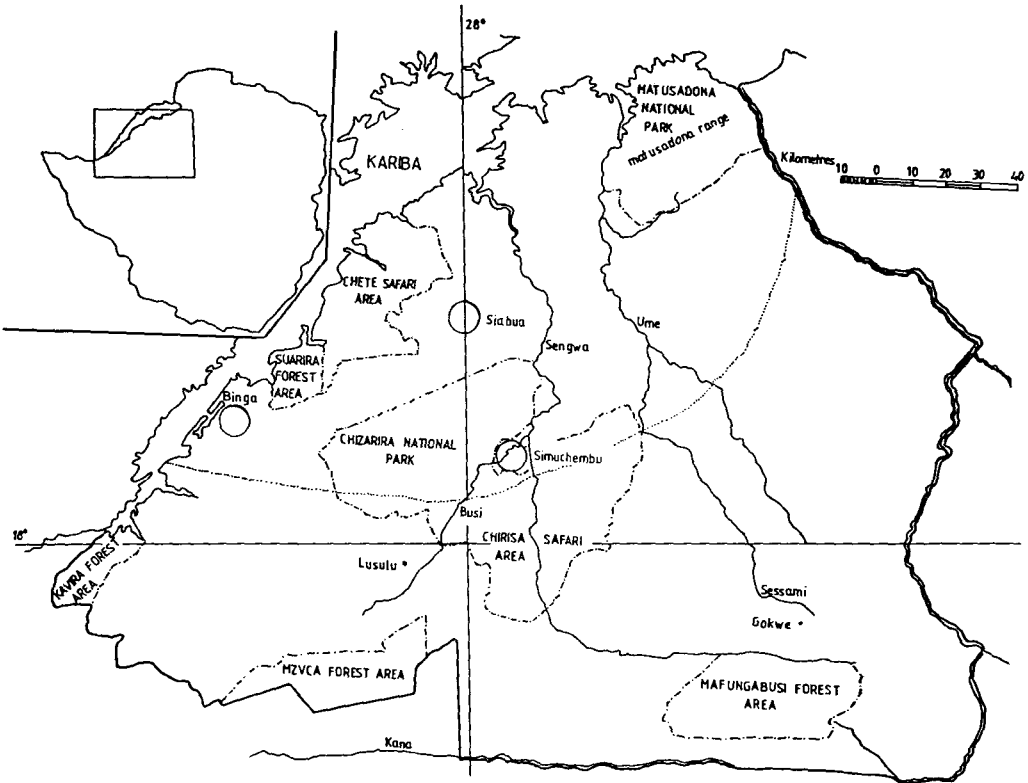 28°
MATUSADONA
NATIONAL
PARK
matusadona range
KARIBA
Kilometres
10 0 10 20 30 40
CHETE SAFARI
AREA
Siabua
Ume
Sengwa
SUARIRA
FOREST
AREA
Binga
CHIZARIRA NATIONAL
PARK
Simuchembu
Busi
18°
CHIRISA SAFARI
AREA
KAVIRA FOREST
AREA
Lusulu
Sessami
Gokwe
MZVCA FOREST AREA
MAFUNGABUSI FOREST
AREA
Kana